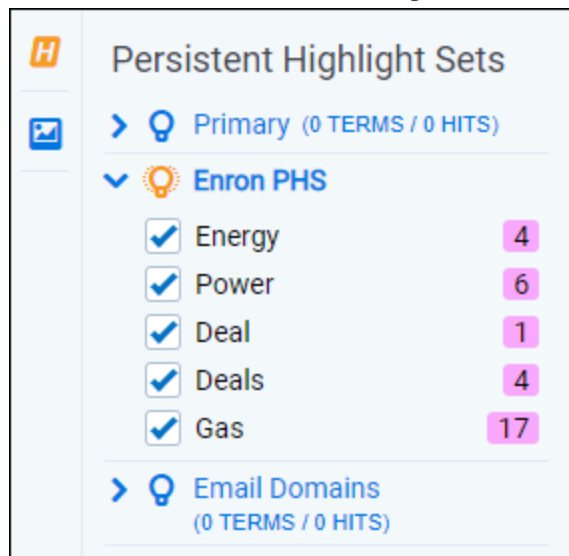 H
Persistent Highlight Sets
Primary (0 TERMS / 0 HITS)
Enron PHS
Energy 4
Power 6
Deal 1
Deals 4
Gas 17
Email Domains
(0 TERMS / 0 HITS)